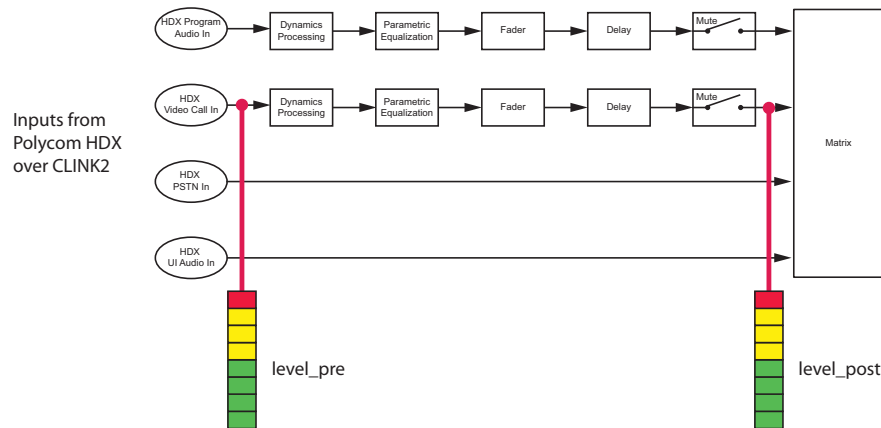 HDX Program
Audio In
Dynamics
Processing
Parametric
Equalization
Fader
Delay
Mute
HDX
Video Call In
Dynamics
Processing
Parametric
Equalization
Fader
Delay
Mute
Matrix
Inputs from
Polycom HDX
over CLINK2
HDX
PSTN In
HDX
UI Audio In
level_pre
level_post